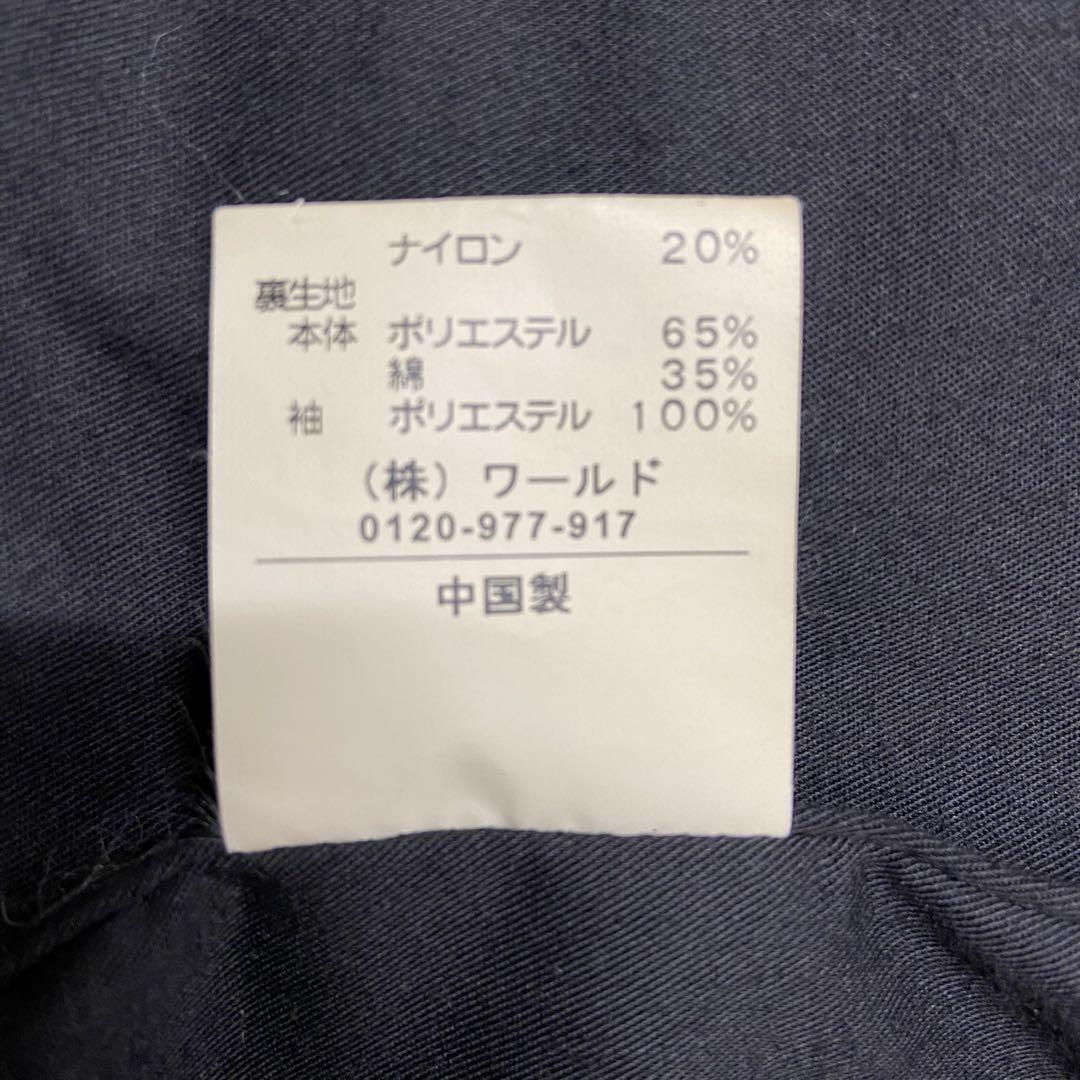 ナイロン 20%
裏生地
本体 ポリエステル 65%
綿 35%
袖 ポリエステル 100%
(株) ワールド
0120-977-917
中国製